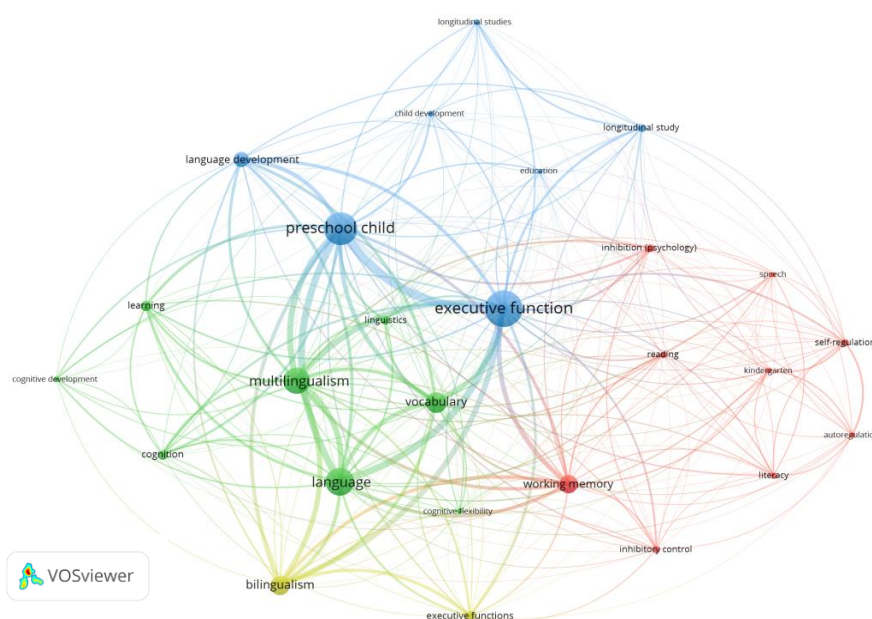 longitudinal studies
child development
longitudinal study
language development
education
preschool child
inhibition (psychology)
speech
learning
executive function
linguistics
self-regulation
reading
kindergarten
cognitive development
multilingualism
vocabulary
autoregulation
cognition
literacy
language
working memory
cognitive flexibility
inhibitory control
VOSviewer
bilingualism
executive functions